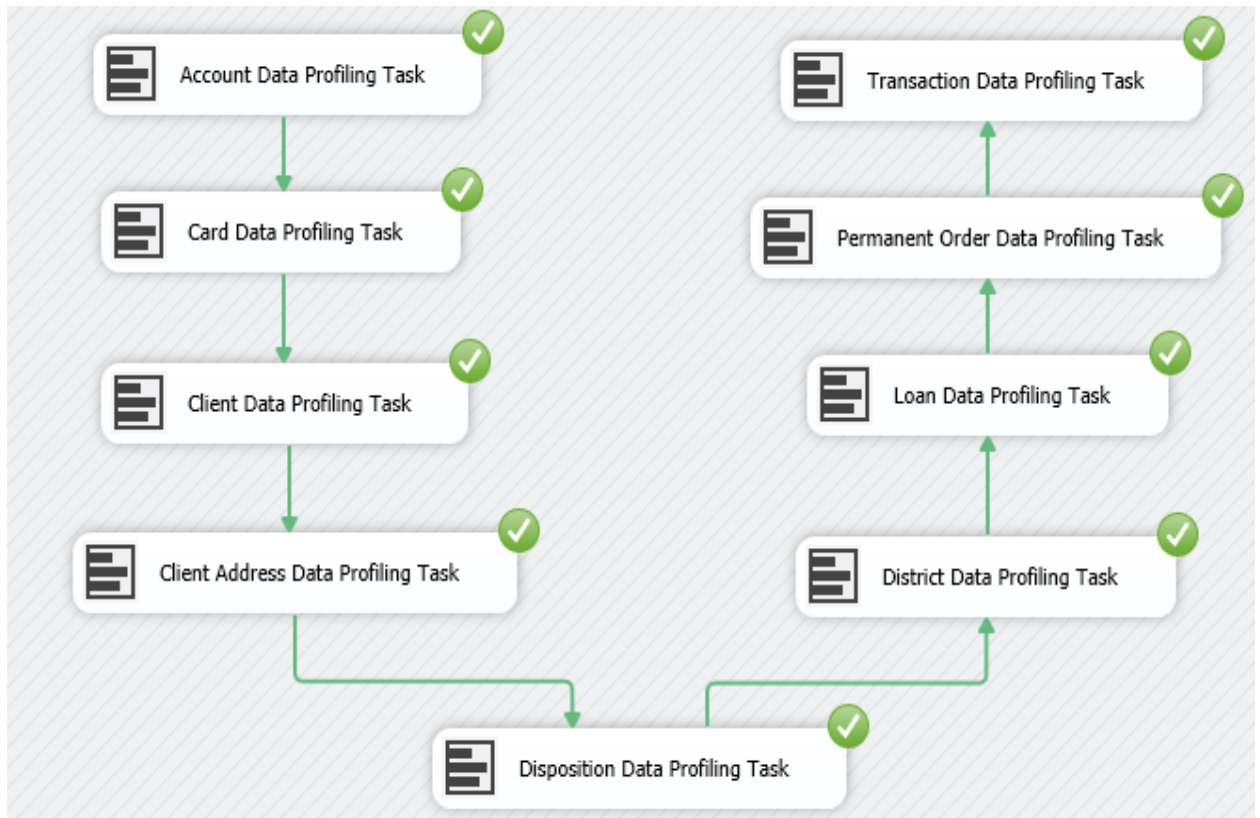 Account Data Profiling Task
Card Data Profiling Task
Client Data Profiling Task
Client Address Data Profiling Task
Disposition Data Profiling Task
District Data Profiling Task
Loan Data Profiling Task
Permanent Order Data Profiling Task
Transaction Data Profiling Task